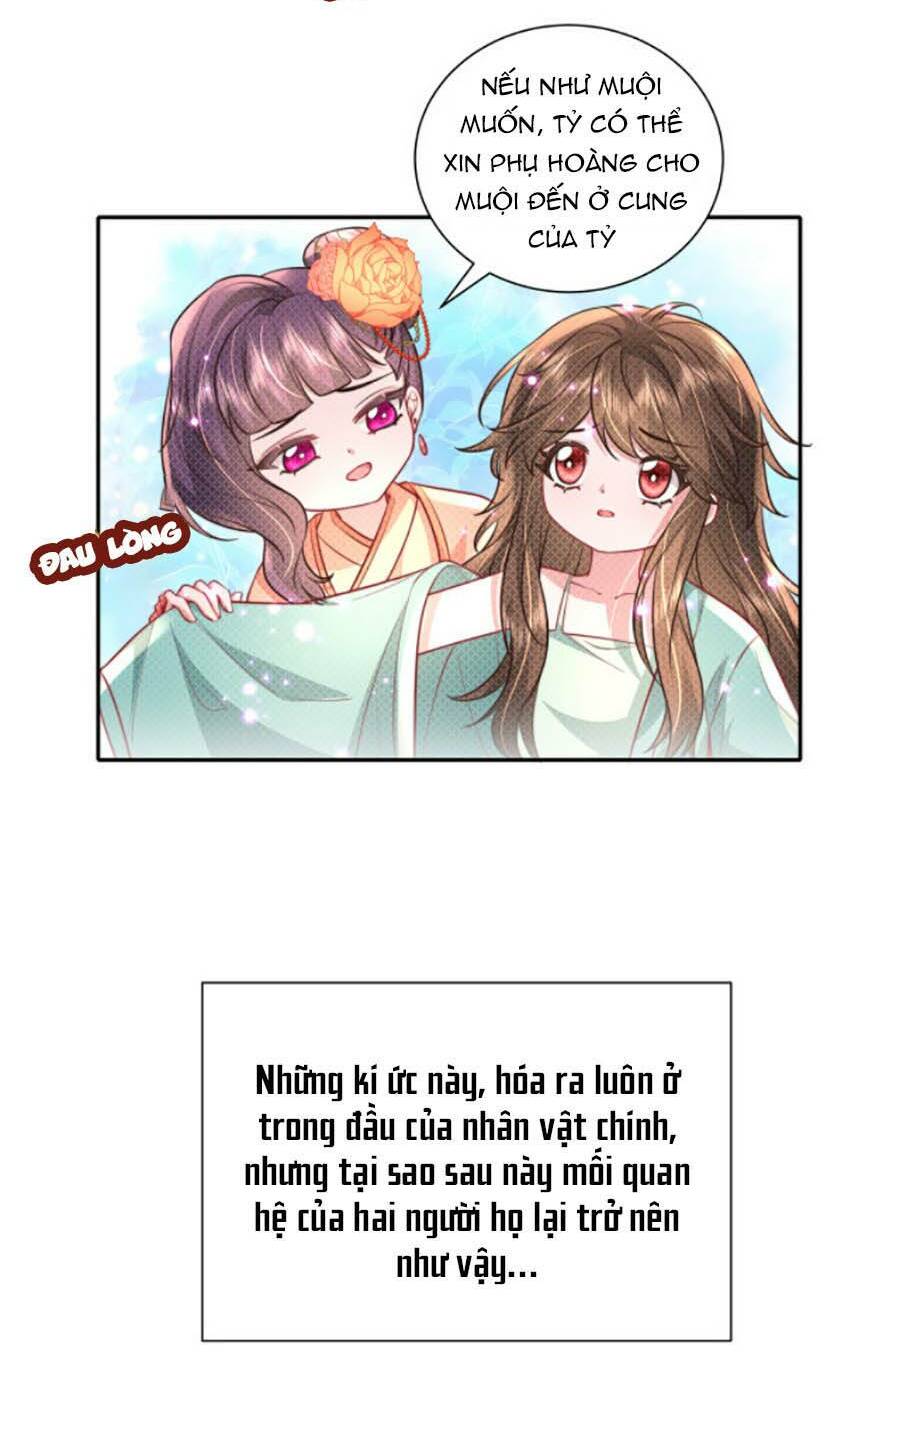 NẾU NHƯ MUỘI
MUỐN, TỶ CÓ THỂ
XIN PHỤ HOÀNG CHO
MUỘI ĐẾN Ở CUNG
CỦA TỶ
ĐAU LÒNG
Những kí ức này, hóa ra luôn ở
trong đầu của nhân vật chính,
nhưng tại sao sau này mối quan
hệ của hai người họ lại trở nên
như vậy...